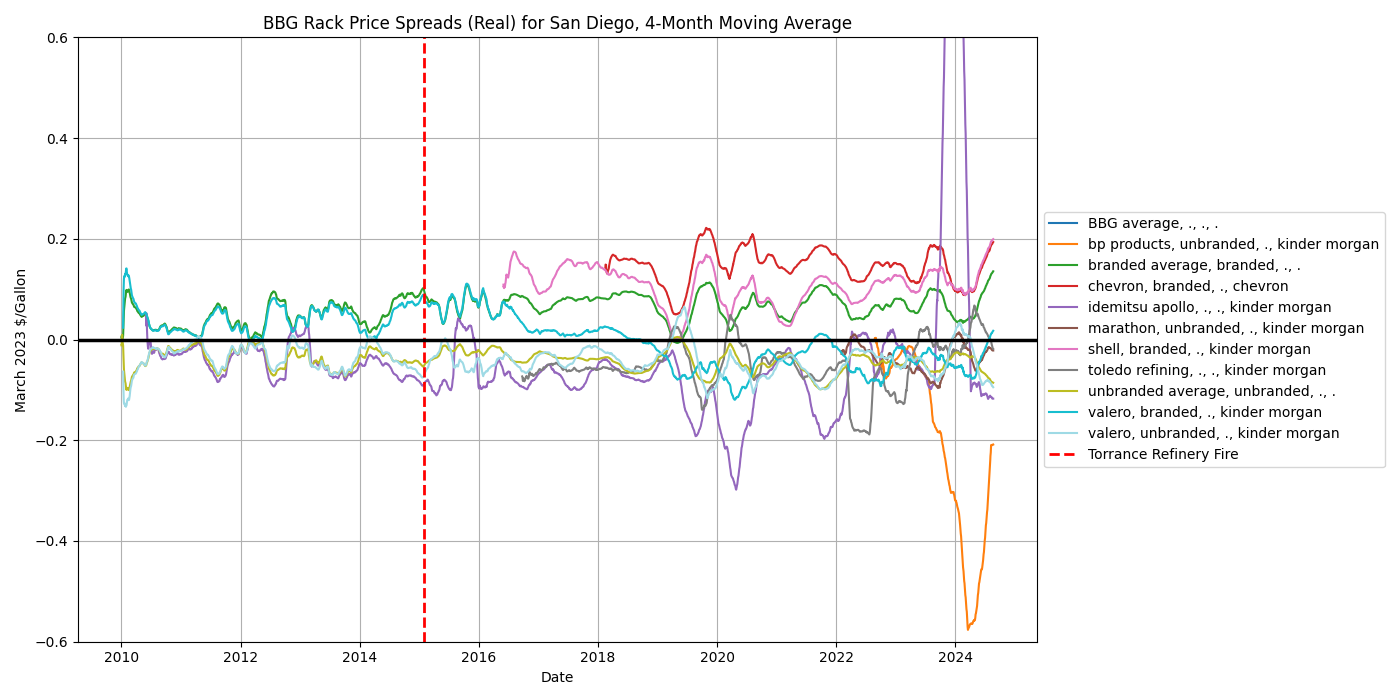 BBG Rack Price Spreads (Real) for San Diego, 4-Month Moving Average
0.6
0.4
0.2
0.0
−0.2
−0.4
−0.6
March 2023 $/Gallon
2010 2012 2014 2016 2018 2020 2022 2024
Date
BBG average, ., ., .
bp products, unbranded, ., kinder morgan
branded average, branded, ., .
chevron, branded, ., chevron
idemitsu apollo, ., ., kinder morgan
marathon, unbranded, ., kinder morgan
shell, branded, ., kinder morgan
toledo refining, ., ., kinder morgan
unbranded average, unbranded, ., .
valero, branded, ., kinder morgan
valero, unbranded, ., kinder morgan
Torrance Refinery Fire